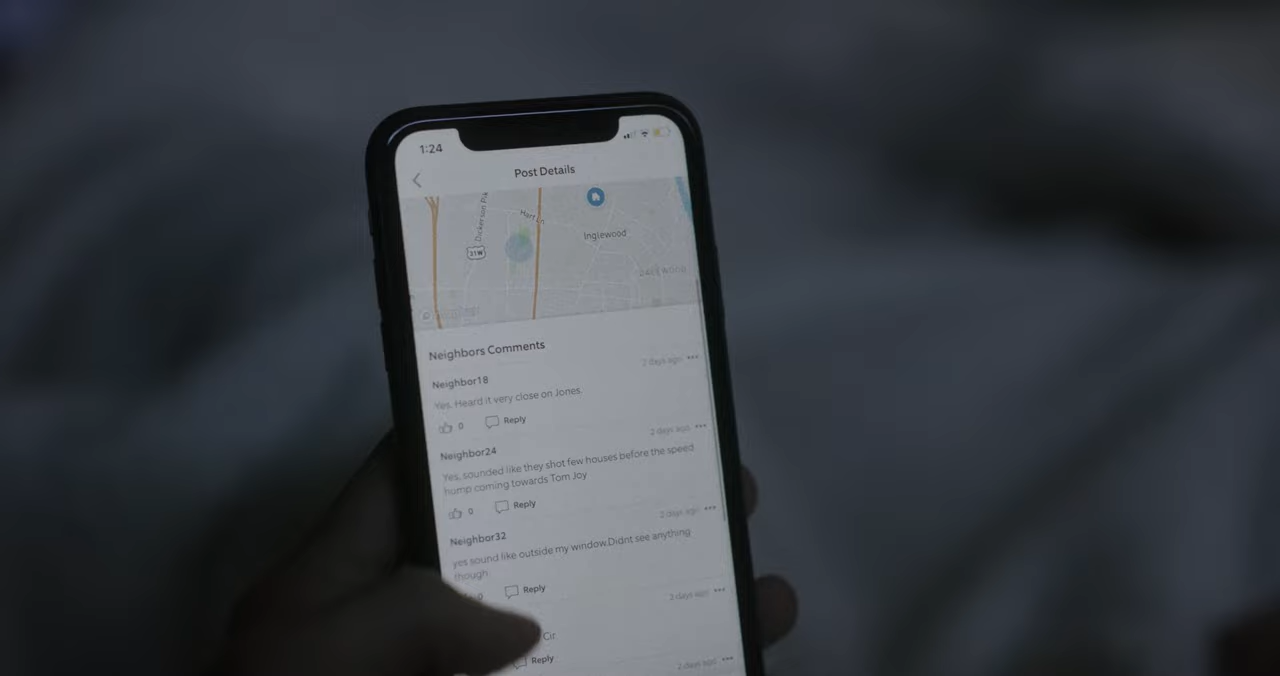 1:24
Post Details
Dickerson Pik
Hart Ln
31W
Inglewood
Neighbors Comments
2 days ago
Neighbor18
Yes. Heard it very close on Jones.
0
Reply
2 days ago
Neighbor24
Yes, sounded like they shot few houses before the speed
hump coming towards Tom Joy
0
Reply
2 days ago
Neighbor32
yes sound like outside my window.Didnt see anything
though
0
Reply
2 days ago
Cir
Reply
2 days ago